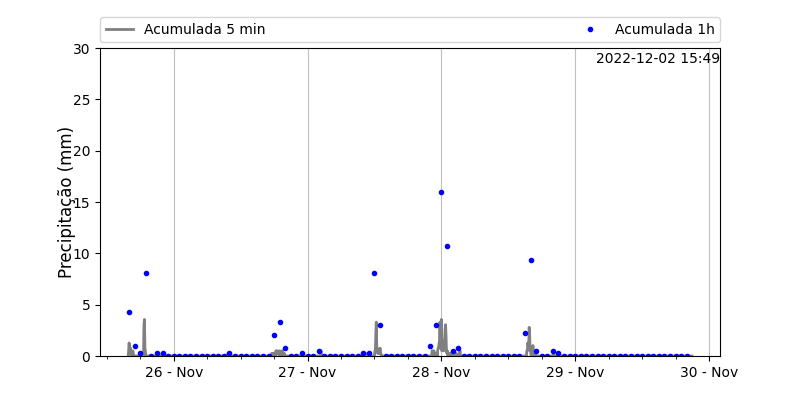 Acumulada 5 min
Acumulada 1h
2022-12-02 15:49
Precipitação (mm)
30
25
20
15
10
5
0
26 - Nov
27 - Nov
28 - Nov
29 - Nov
30 - Nov